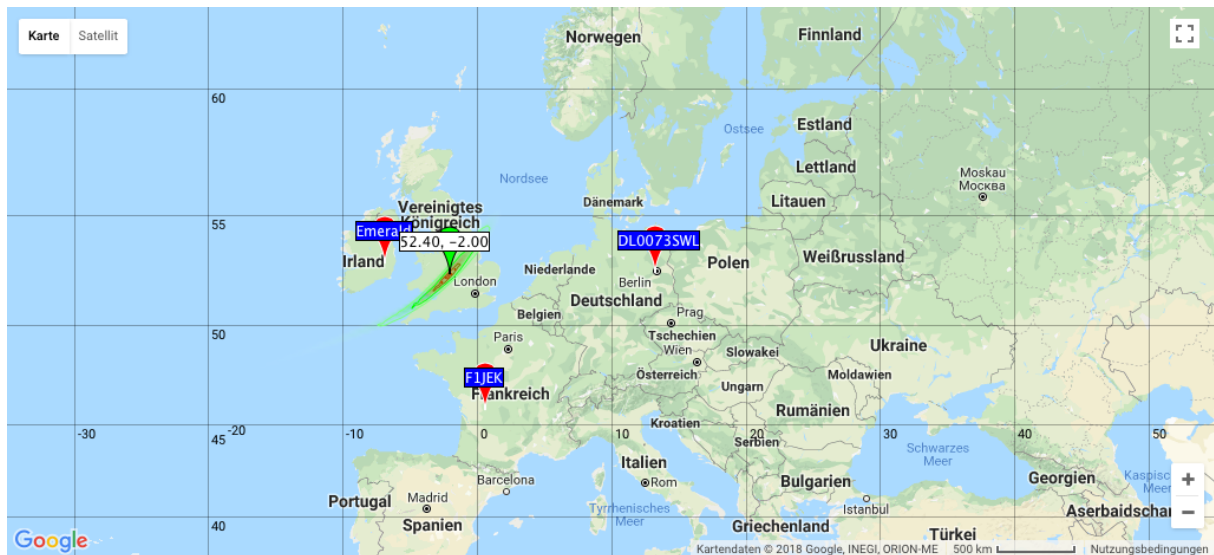 Karte Satellit
Norwegen
Finnland
60
Estland
Ostsee
Lettland
Moskau
Москва
Nordsee
Dänemark
Litauen
55
Vereinigtes
Königreich
Emerald
52.40, −2.00
DL0073SWL
Irland
Niederlande
Berlin
Polen
Weißrussland
London
Deutschland
Belgien
50
Prag
Tschechien
Paris
Wien
Slowakei
Ukraine
F1JEK
Österreich
Moldawien
Frankreich
Ungarn
Rumänien
Kroatien
-30
-20
45
-10
0
10
20
30
40
50
Serbien
Schwarzes
Meer
Italien
Barcelona
Rom
Bulgarien
Georgien
Kaspisc
Meer
Portugal
Madrid
Tyrrhenisches
Meer
Istanbul
Aserbaidschan
40
Spanien
Griechenland
Türkei
Google
Kartendaten © 2018 Google, INEGI, ORION-ME
500 km
Nutzungsbedingungen